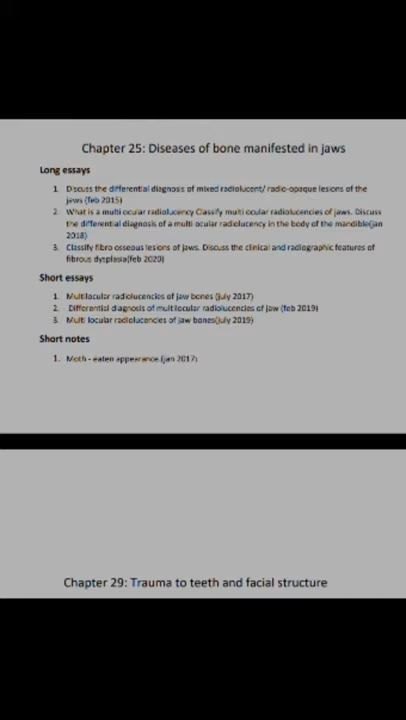 Chapter 25: Diseases of bone manifested in jaws
Long essays
1. Discuss the differential diagnosis of mixed radiolucent/ radio-opaque lesions of the
jaws (feb 2015)
2. What is a multi ocular radiolucency Classify multi ocular radiolucencies of jaws. Discuss
the differential diagnosis of a multi ocular radiolucency in the body of the mandible(jan
2018)
3. Classify fibro osseous lesions of jaws. Discuss the clinical and radiographic features of
fibrous dysplasia(feb 2020)
Short essays
1. Multilocular radiolucencies of jaw bones (july 2017)
2. Differential diagnosis of multilocular radiolucencies of jaw (feb 2019)
3. Multi locular radiolucencies of jaw bones(july 2019)
Short notes
1. Moth - eaten appearance.(jan 2017)
Chapter 29: Trauma to teeth and facial structure